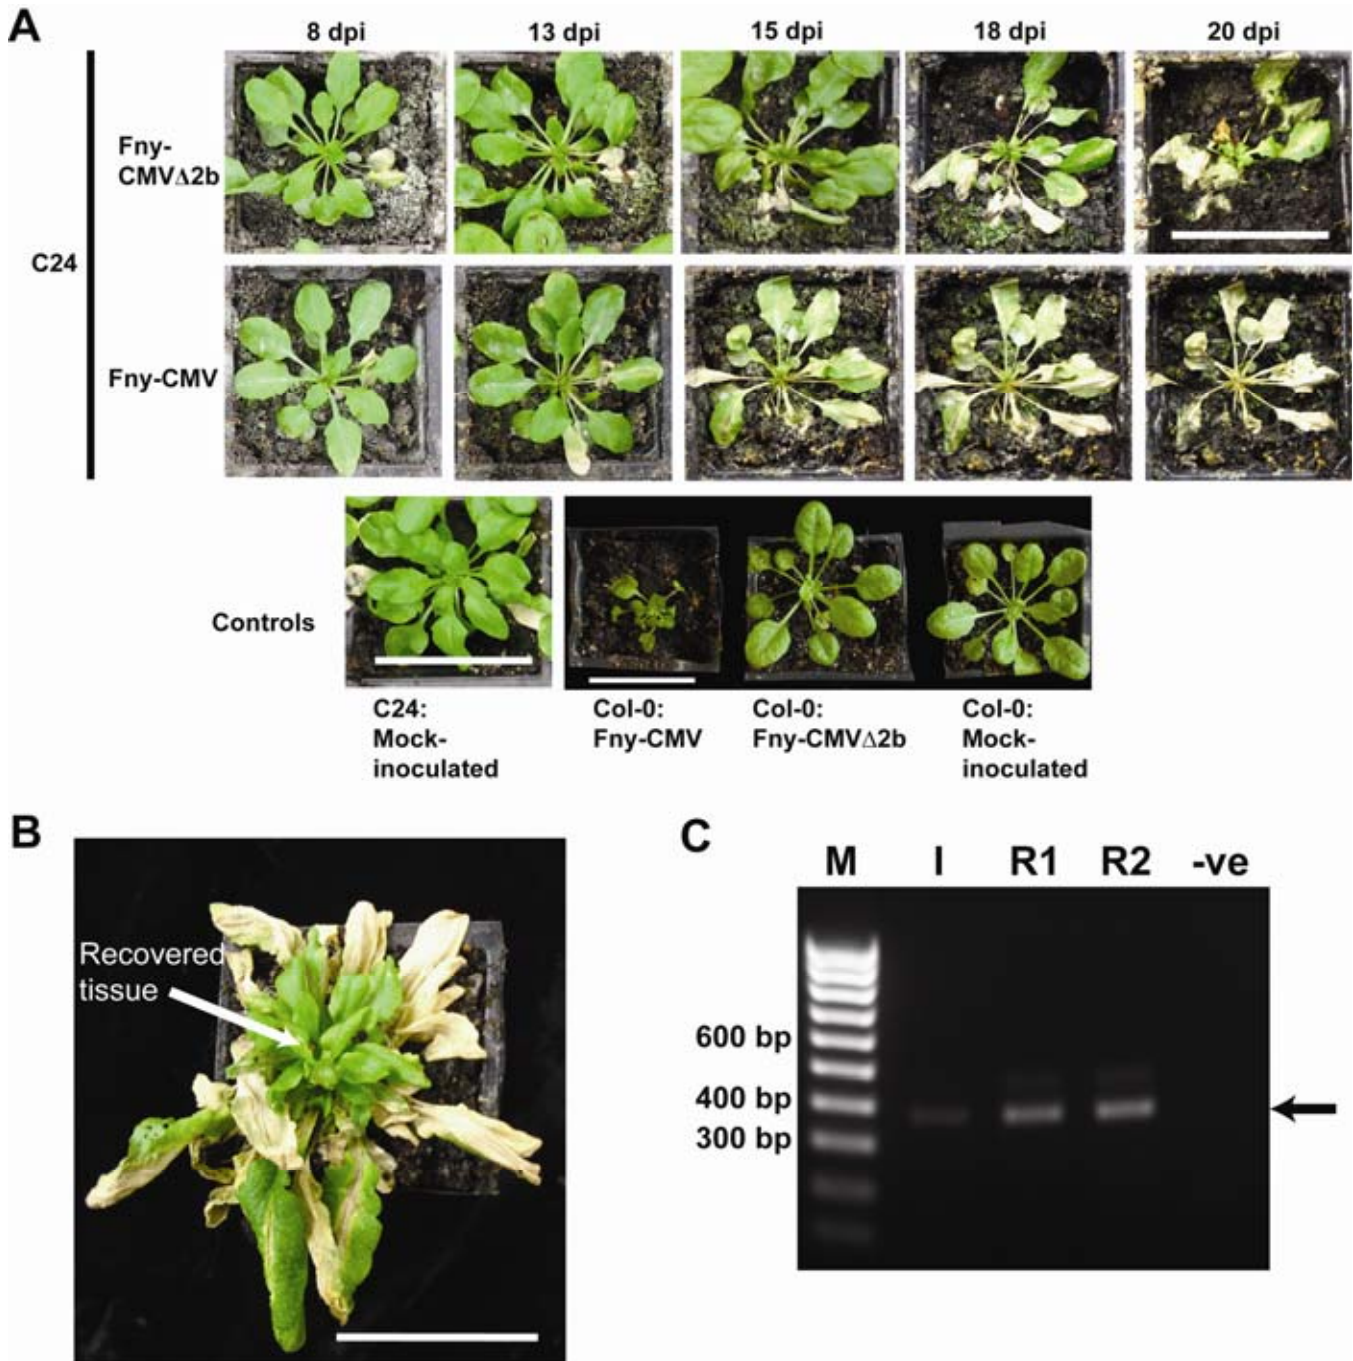 A
8 dpi 13 dpi 15 dpi 18 dpi 20 dpi
Fny-
CMVΔ2b
C24
Fny-CMV
Controls
C24:
Mock-
inoculated
Col-0:
Fny-CMV
Col-0:
Fny-CMVΔ2b
Col-0:
Mock-
inoculated
B
Recovered
tissue
C
M I R1 R2 -ve
600 bp
400 bp
300 bp